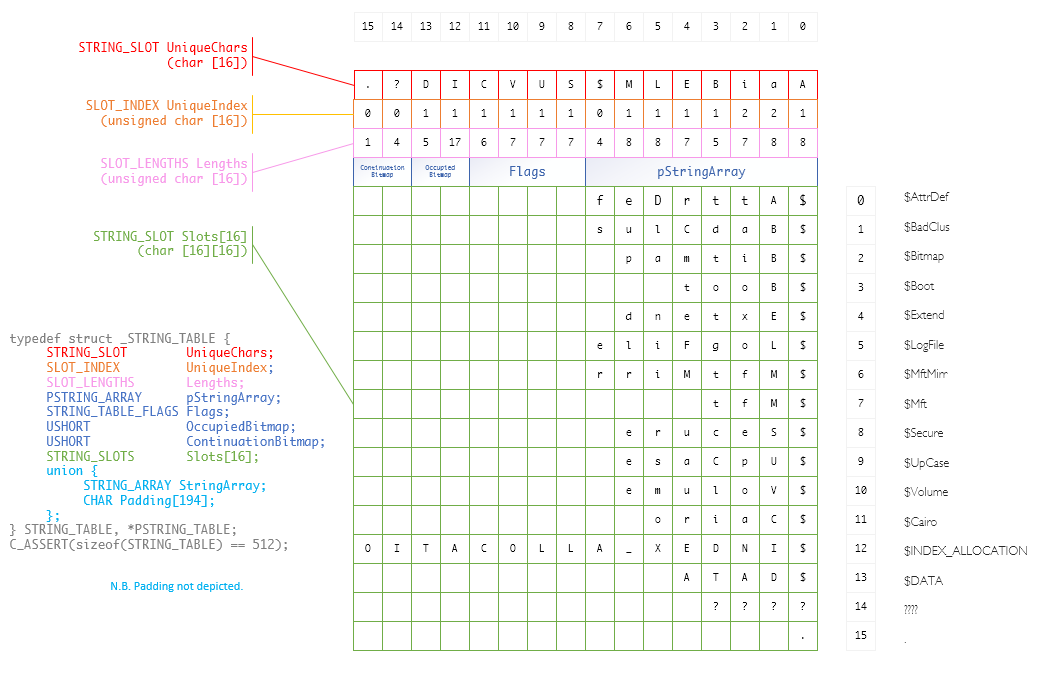 15 14 13 12 11 10 9 8 7 6 5 4 3 2 1 0
STRING_SLOT UniqueChars
(char [16])
. ? D I C V U S $ M L E B i a A
SLOT_INDEX UniqueIndex
(unsigned char [16])
0 0 1 1 1 1 1 1 0 1 1 1 1 2 2 1
SLOT_LENGTHS Lengths
(unsigned char [16])
1 4 5 17 6 7 7 7 4 8 8 7 5 7 8 8
Continuation
Bitmap
Occupied
Bitmap
Flags
pStringArray
STRING_SLOT Slots[16]
(char [16][16])
f e D r t t A $ 0 $AttrDef
s u l C d a B $ 1 $BadClus
p a m t i B $ 2 $Bitmap
t o o B $ 3 $Boot
d n e t x E $ 4 $Extend
e l i F g o L $ 5 $LogFile
r r i M t f M $ 6 $MftMirr
t f M $ 7 $Mft
e r u c e S $ 8 $Secure
e s a C p U $ 9 $UpCase
e m u l o V $ 10 $Volume
o r i a C $ 11 $Cairo
O I T A C O L L A _ X E D N I $ 12 $INDEX_ALLOCATION
A T A D $ 13 $DATA
? ? ? ? 14 ????
. 15 .
typedef struct _STRING_TABLE {
STRING_SLOT UniqueChars;
SLOT_INDEX UniqueIndex;
SLOT_LENGTHS Lengths;
PSTRING_ARRAY pStringArray;
STRING_TABLE_FLAGS Flags;
USHORT OccupiedBitmap;
USHORT ContinuationBitmap;
STRING_SLOTS Slots[16];
union {
STRING_ARRAY StringArray;
CHAR Padding[194];
};
} STRING_TABLE, *PSTRING_TABLE;
C_ASSERT(sizeof(STRING_TABLE) == 512);
N.B. Padding not depicted.